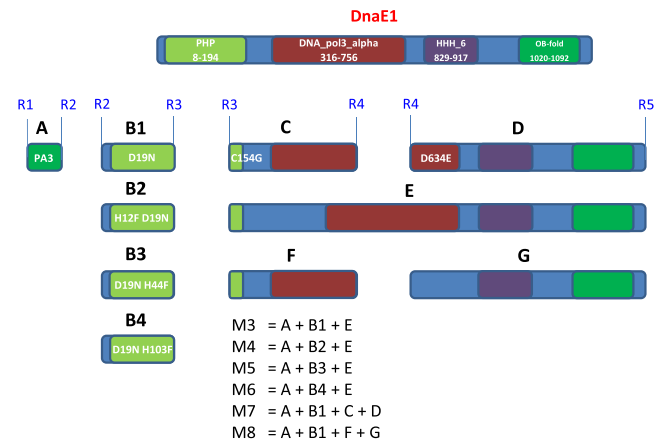 DnaE1
PHP
8-194
DNA_pol3_alpha
316-756
HHH_6
829-917
OB-fold
1020-1092
R1 R2 R2 R3 R3 R4 R4 R5
A B1 C D
PA3 D19N C154G D634E
B2 E
H12F D19N
B3 F G
D19N H44F
B4
D19N H103F
M3 = A + B1 + E
M4 = A + B2 + E
M5 = A + B3 + E
M6 = A + B4 + E
M7 = A + B1 + C + D
M8 = A + B1 + F + G